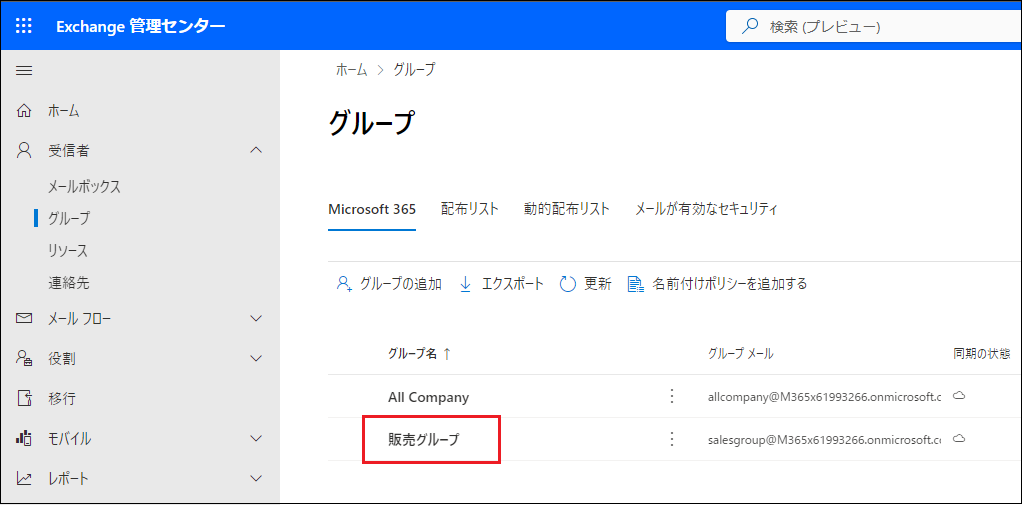 Exchange 管理センター
検索 (プレビュー)
ホーム
受信者
メールボックス
グループ
リソース
連絡先
メール フロー
役割
移行
モバイル
レポート
ホーム > グループ
グループ
Microsoft 365 配布リスト 動的配布リスト メールが有効なセキュリティ
グループの追加 エクスポート 更新 名前付けポリシーを追加する
グループ名 ↑ グループ メール 同期の状態
All Company allcompany@M365x61993266.onmicrosoft.c
販売グループ salesgroup@M365x61993266.onmicrosoft.cc